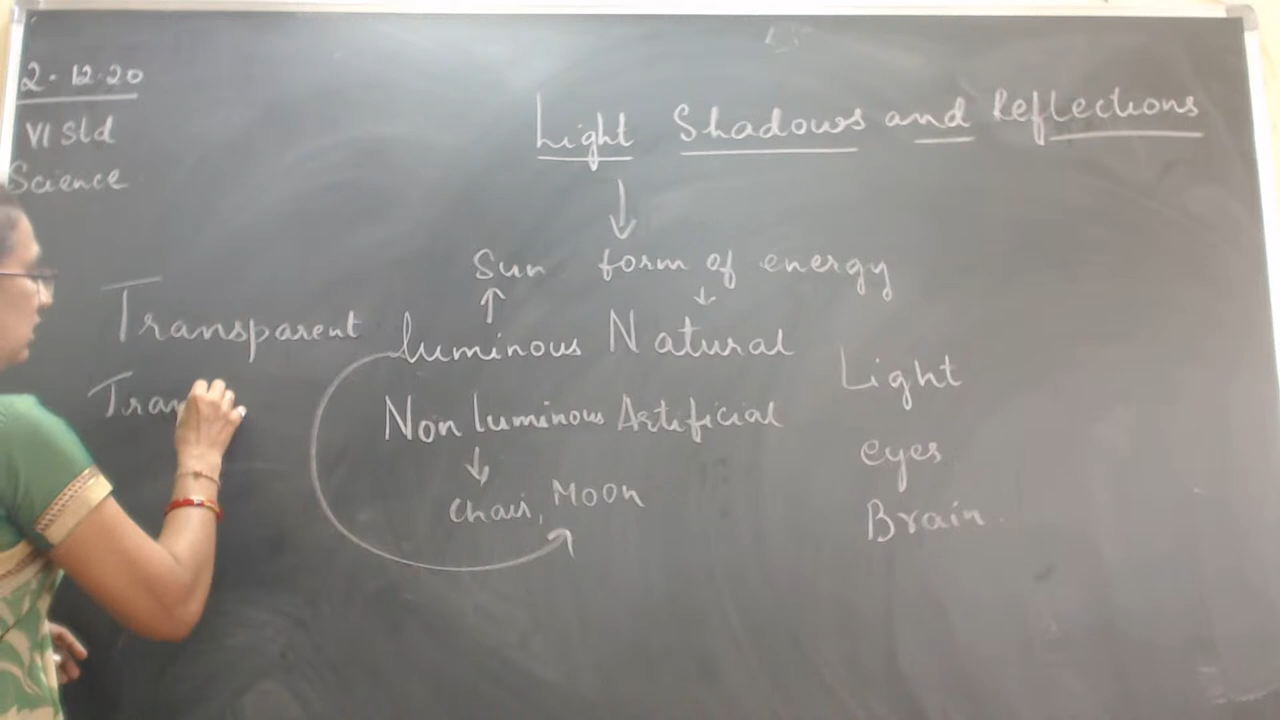 2.12.20
VI Std
Science
Light Shadows and Reflections
Sun form of energy
Transparent luminous Natural
Light
Tran
Non luminous Artificial
eyes
Chair, Moon
Brain